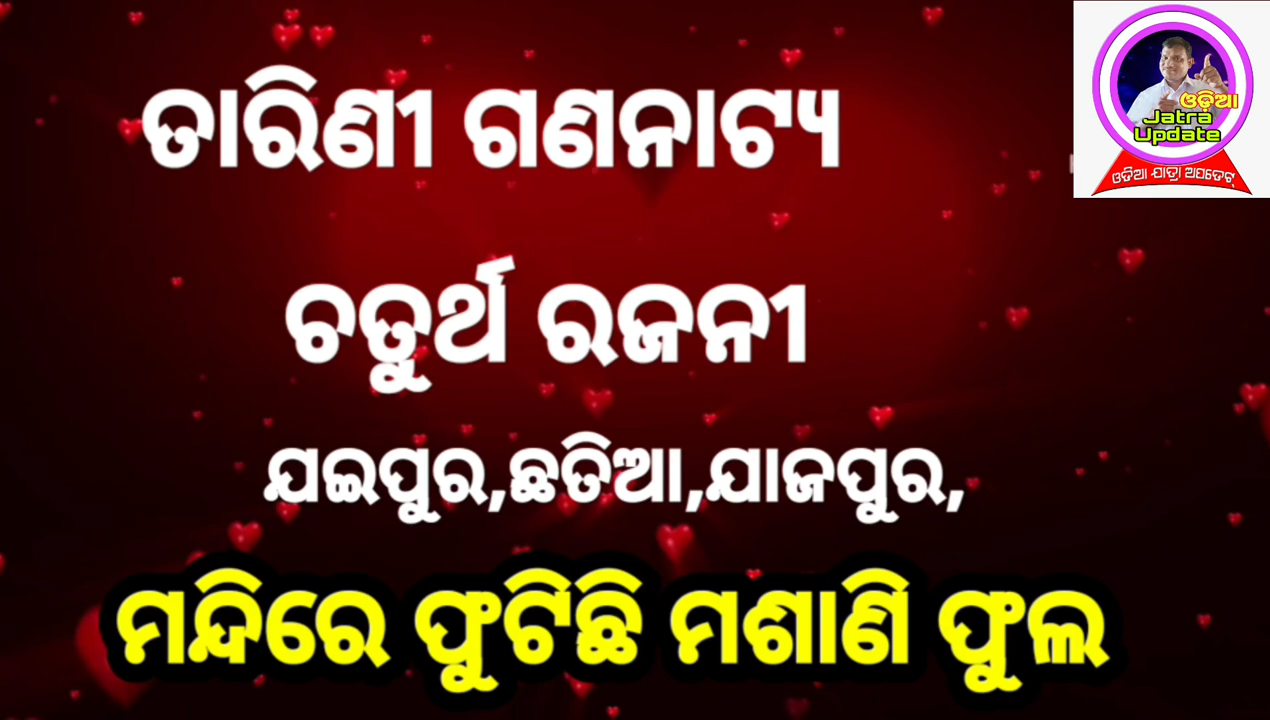 ତାରିଣୀ ଗଣନାଟ୍ୟ
ଓଡ଼ିଆ
Jatra
Update
ଓଡିଆ ଯାତ୍ରା ଅପଡେଟ୍
ଚତୁର୍ଥ ରଜନୀ
ଯଇପୁର,ଛତିଆ,ଯାଜପୁର,
ମନ୍ଦିରେ ଫୁଟିଛି ମଶାଣି ଫୁଲ